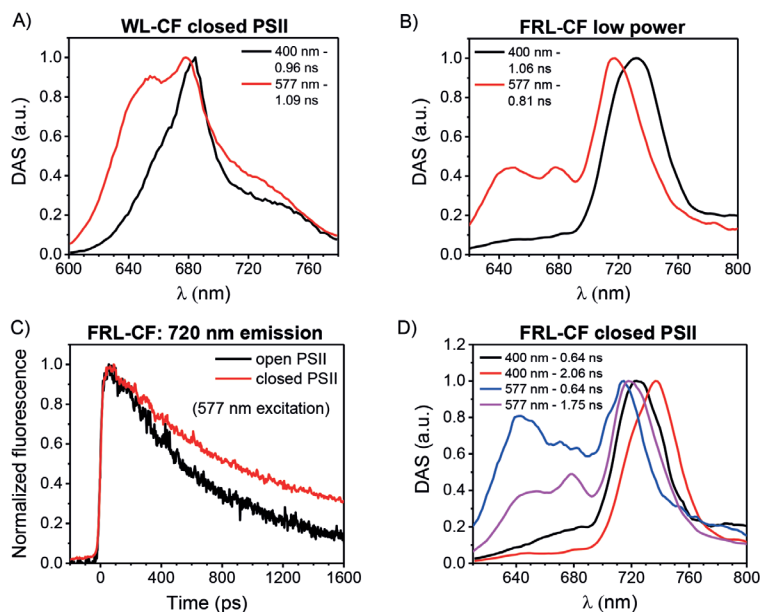 A)
WL-CF closed PSII
400 nm -
0.96 ns
577 nm -
1.09 ns
1.0
0.8
0.6
0.4
0.2
0.0
DAS (a.u.)
600
640
680
720
760
λ (nm)
B)
FRL-CF low power
400 nm -
1.06 ns
577 nm -
0.81 ns
1.0
0.8
0.6
0.4
0.2
0.0
DAS (a.u.)
640
680
720
760
800
λ (nm)
C)
FRL-CF: 720 nm emission
open PSII
closed PSII
(577 nm excitation)
1.0
0.8
0.6
0.4
0.2
0.0
Normalized fluorescence
0
400
800
1200
1600
Time (ps)
D)
FRL-CF closed PSII
400 nm - 0.64 ns
400 nm - 2.06 ns
577 nm - 0.64 ns
577 nm - 1.75 ns
1.0
0.8
0.6
0.4
0.2
0.0
DAS (a.u.)
640
680
720
760
800
λ (nm)